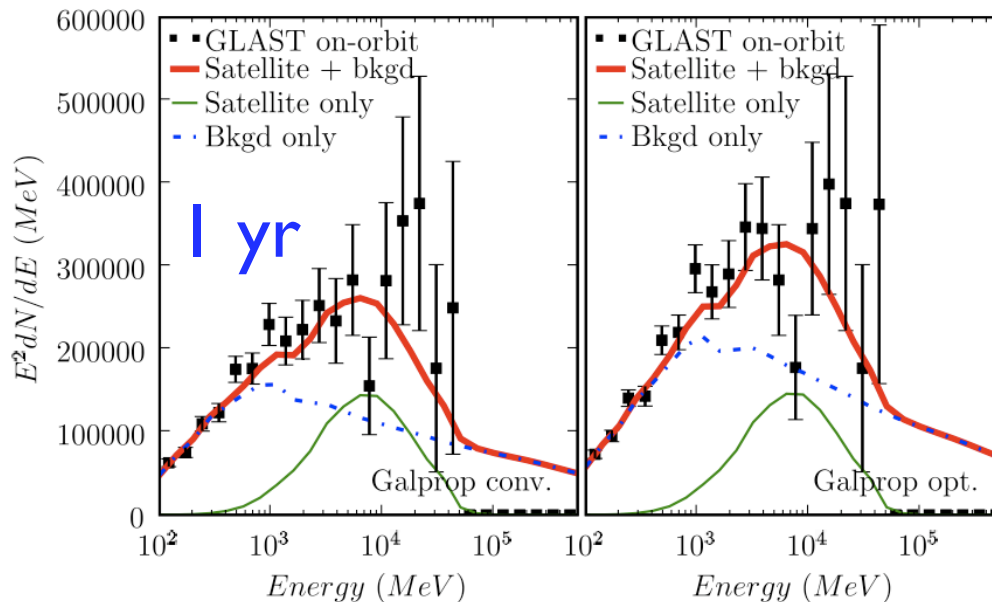 600000
500000
400000
300000
200000
100000
0
E²dN/dE (MeV)
GLAST on-orbit
Satellite + bkgd
Satellite only
Bkgd only
1 yr
Galprop conv.
10² 10³ 10⁴ 10⁵
Energy (MeV)
GLAST on-orbit
Satellite + bkgd
Satellite only
Bkgd only
Galprop opt.
10² 10³ 10⁴ 10⁵
Energy (MeV)